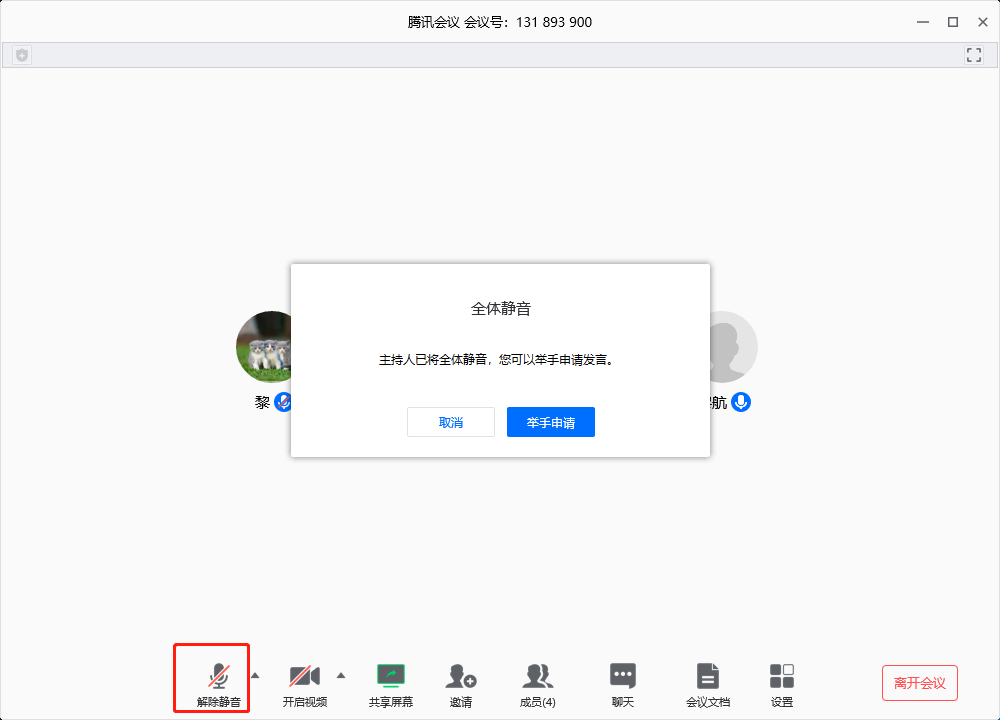 腾讯会议 会议号：131 893 900
全体静音
主持人已将全体静音，您可以举手申请发言。
取消
举手申请
黎
航
解除静音
开启视频
共享屏幕
邀请
成员(4)
聊天
会议文档
设置
离开会议